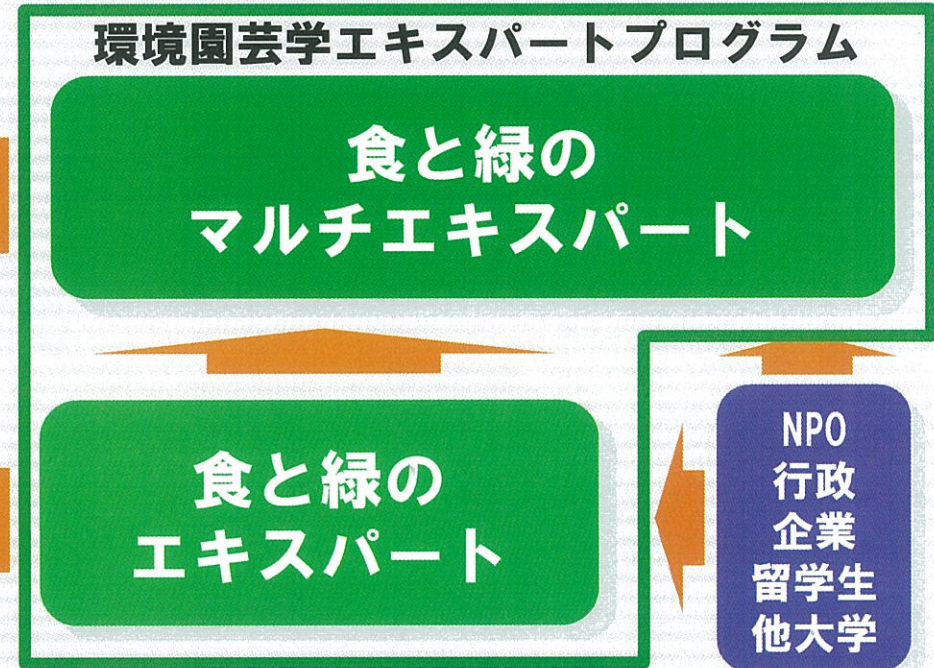 環境園芸学エキスパートプログラム
食と緑の
マルチエキスパート
食と緑の
エキスパート
NPO
行政
企業
留学生
他大学